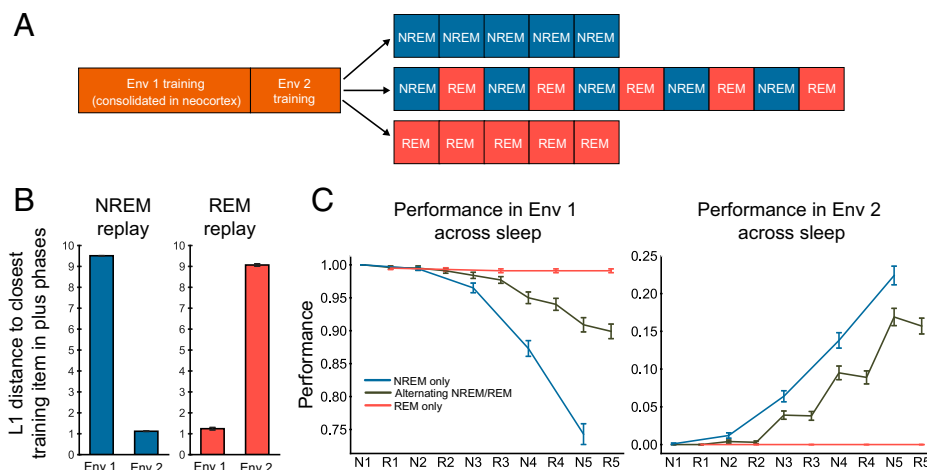 A
NREM NREM NREM NREM NREM
Env 1 training
(consolidated in neocortex)
Env 2
training
NREM REM NREM REM NREM REM NREM REM NREM REM
REM REM REM REM REM
B
NREM
replay
REM
replay
L1 distance to closest
training item in plus phases
10
9
8
7
6
5
4
3
2
1
Env 1 Env 2
10
9
8
7
6
5
4
3
2
1
Env 1 Env 2
C
Performance in Env 1
across sleep
Performance
1.00
0.95
0.90
0.85
0.80
0.75
NREM only
Alternating NREM/REM
REM only
N1 R1 N2 R2 N3 R3 N4 R4 N5 R5
Performance in Env 2
across sleep
0.25
0.20
0.15
0.10
0.05
0.00
N1 R1 N2 R2 N3 R3 N4 R4 N5 R5